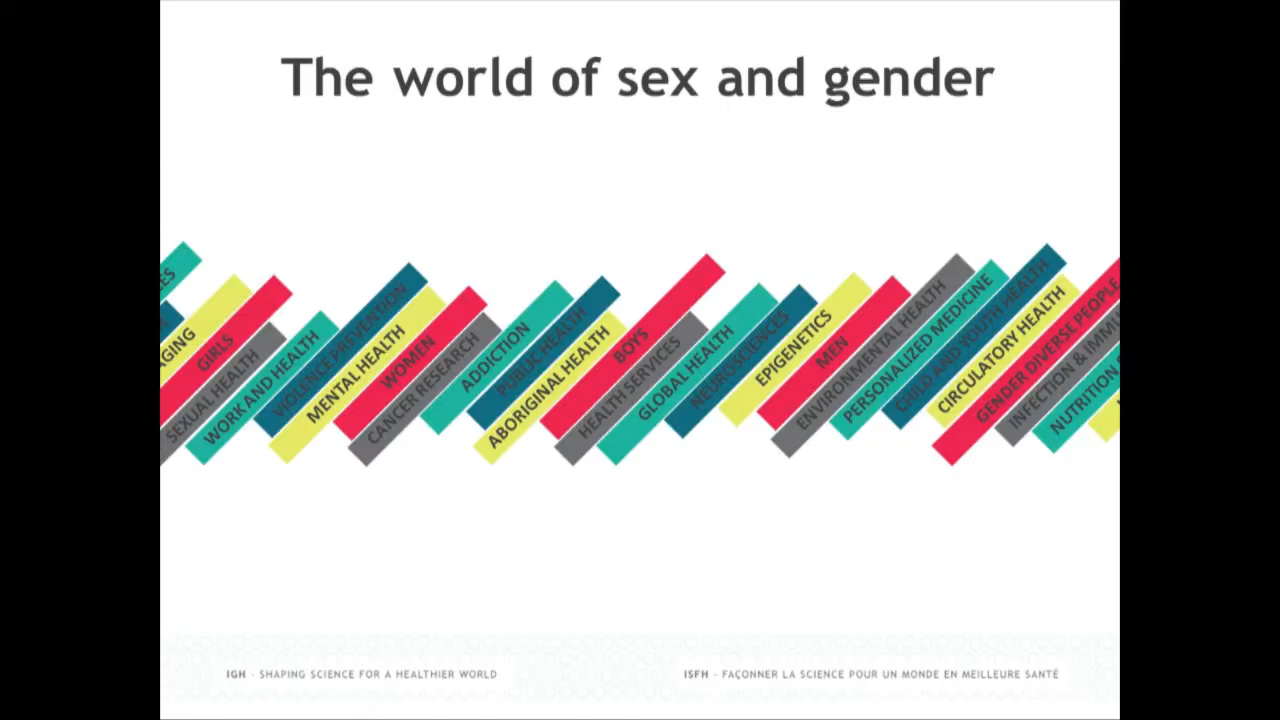 The world of sex and gender
AGING
GIRLS
SEXUAL HEALTH
WORK AND HEALTH
VIOLENCE PREVENTION
MENTAL HEALTH
WOMEN
CANCER RESEARCH
ADDICTION
PUBLIC HEALTH
ABORIGINAL HEALTH
BOYS
HEALTH SERVICES
GLOBAL HEALTH
NEUROSCIENCES
EPIGENETICS
MEN
ENVIRONMENTAL HEALTH
PERSONALIZED MEDICINE
CHILD AND YOUTH HEALTH
CIRCULATORY HEALTH
GENDER DIVERSE PEOPLE
INFECTION & IMM
NUTRITION
IGH - SHAPING SCIENCE FOR A HEALTHIER WORLD
ISFH - FAÇONNER LA SCIENCE POUR UN MONDE EN MEILLEURE SANTÉ